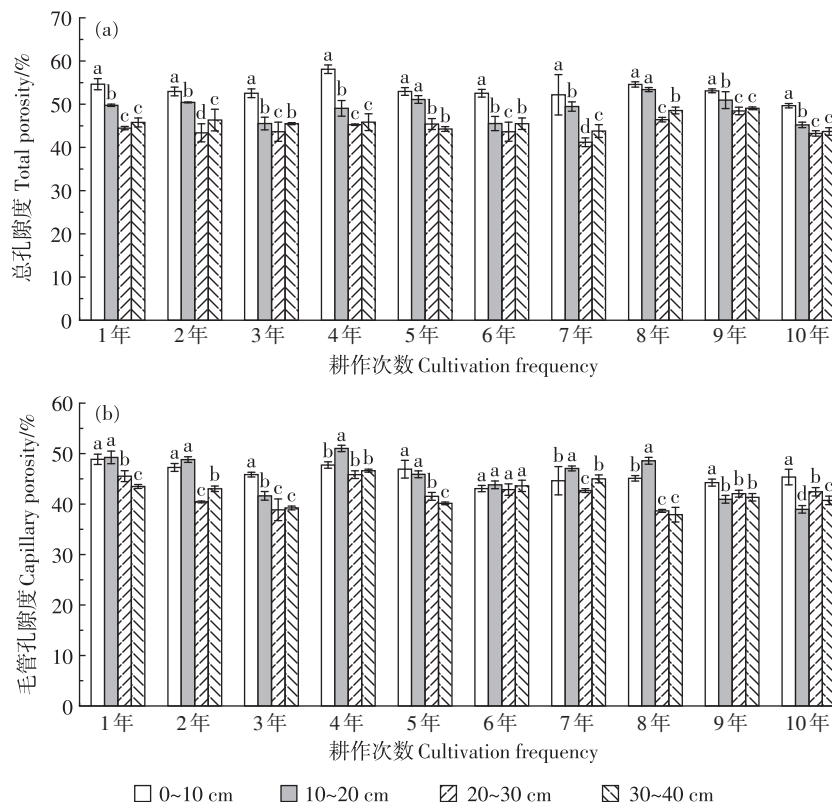 (a)
总孔隙度 Total porosity/%
70
60
50
40
30
20
10
0
a b c c
a b d c
a b c b
a b c c
a a b b
a b c b
a b d c
a a c b
a b c c
a b c c
1年 2年 3年 4年 5年 6年 7年 8年 9年 10年
耕作次数 Cultivation frequency
(b)
毛管孔隙度 Capillary porosity/%
60
50
40
30
20
10
0
a a b c
a a c b
a b c c
b a b b
a a b c
a a a a
b a c b
b a c c
a b b b
a d b c
1年 2年 3年 4年 5年 6年 7年 8年 9年 10年
耕作次数 Cultivation frequency
0~10 cm 10~20 cm 20~30 cm 30~40 cm